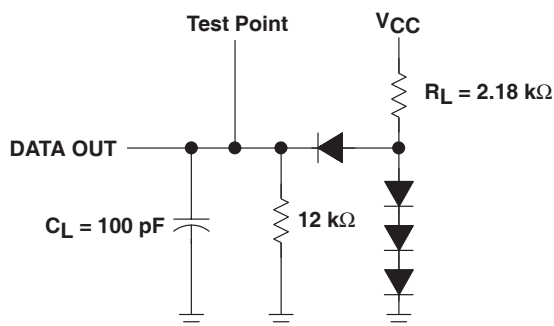 Test Point
VCC
RL = 2.18 kΩ
DATA OUT
CL = 100 pF
12 kΩ